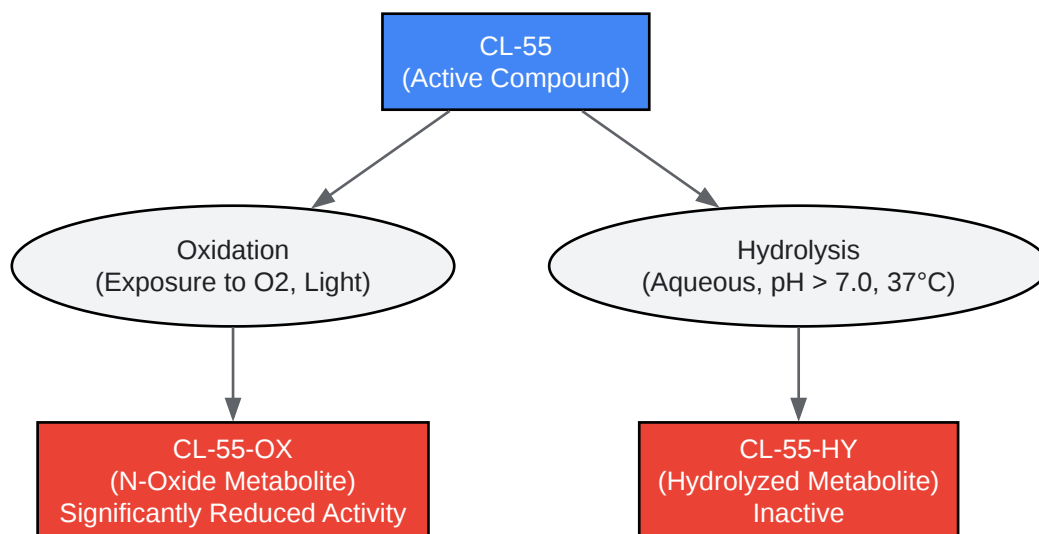 CL-55
(Active Compound)
Oxidation
(Exposure to O2, Light)
Hydrolysis
(Aqueous, pH > 7.0, 37°C)
CL-55-OX
(N-Oxide Metabolite)
Significantly Reduced Activity
CL-55-HY
(Hydrolyzed Metabolite)
Inactive